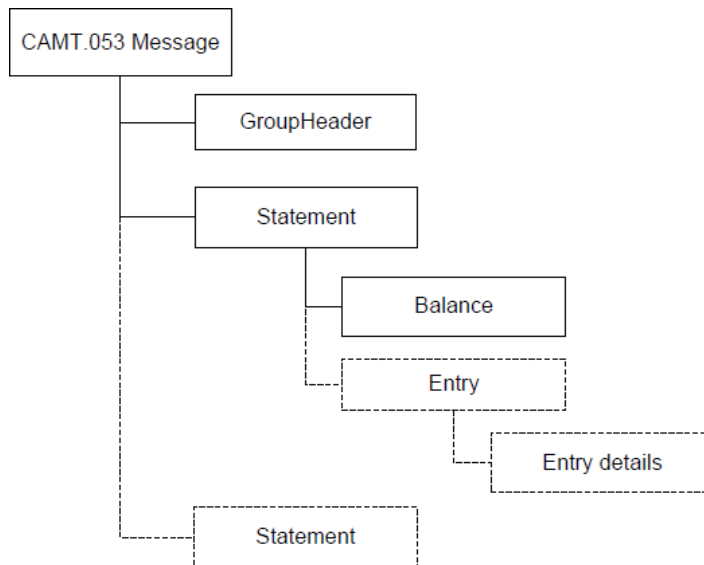 CAMT.053 Message
GroupHeader
Statement
Balance
Entry
Entry details
Statement